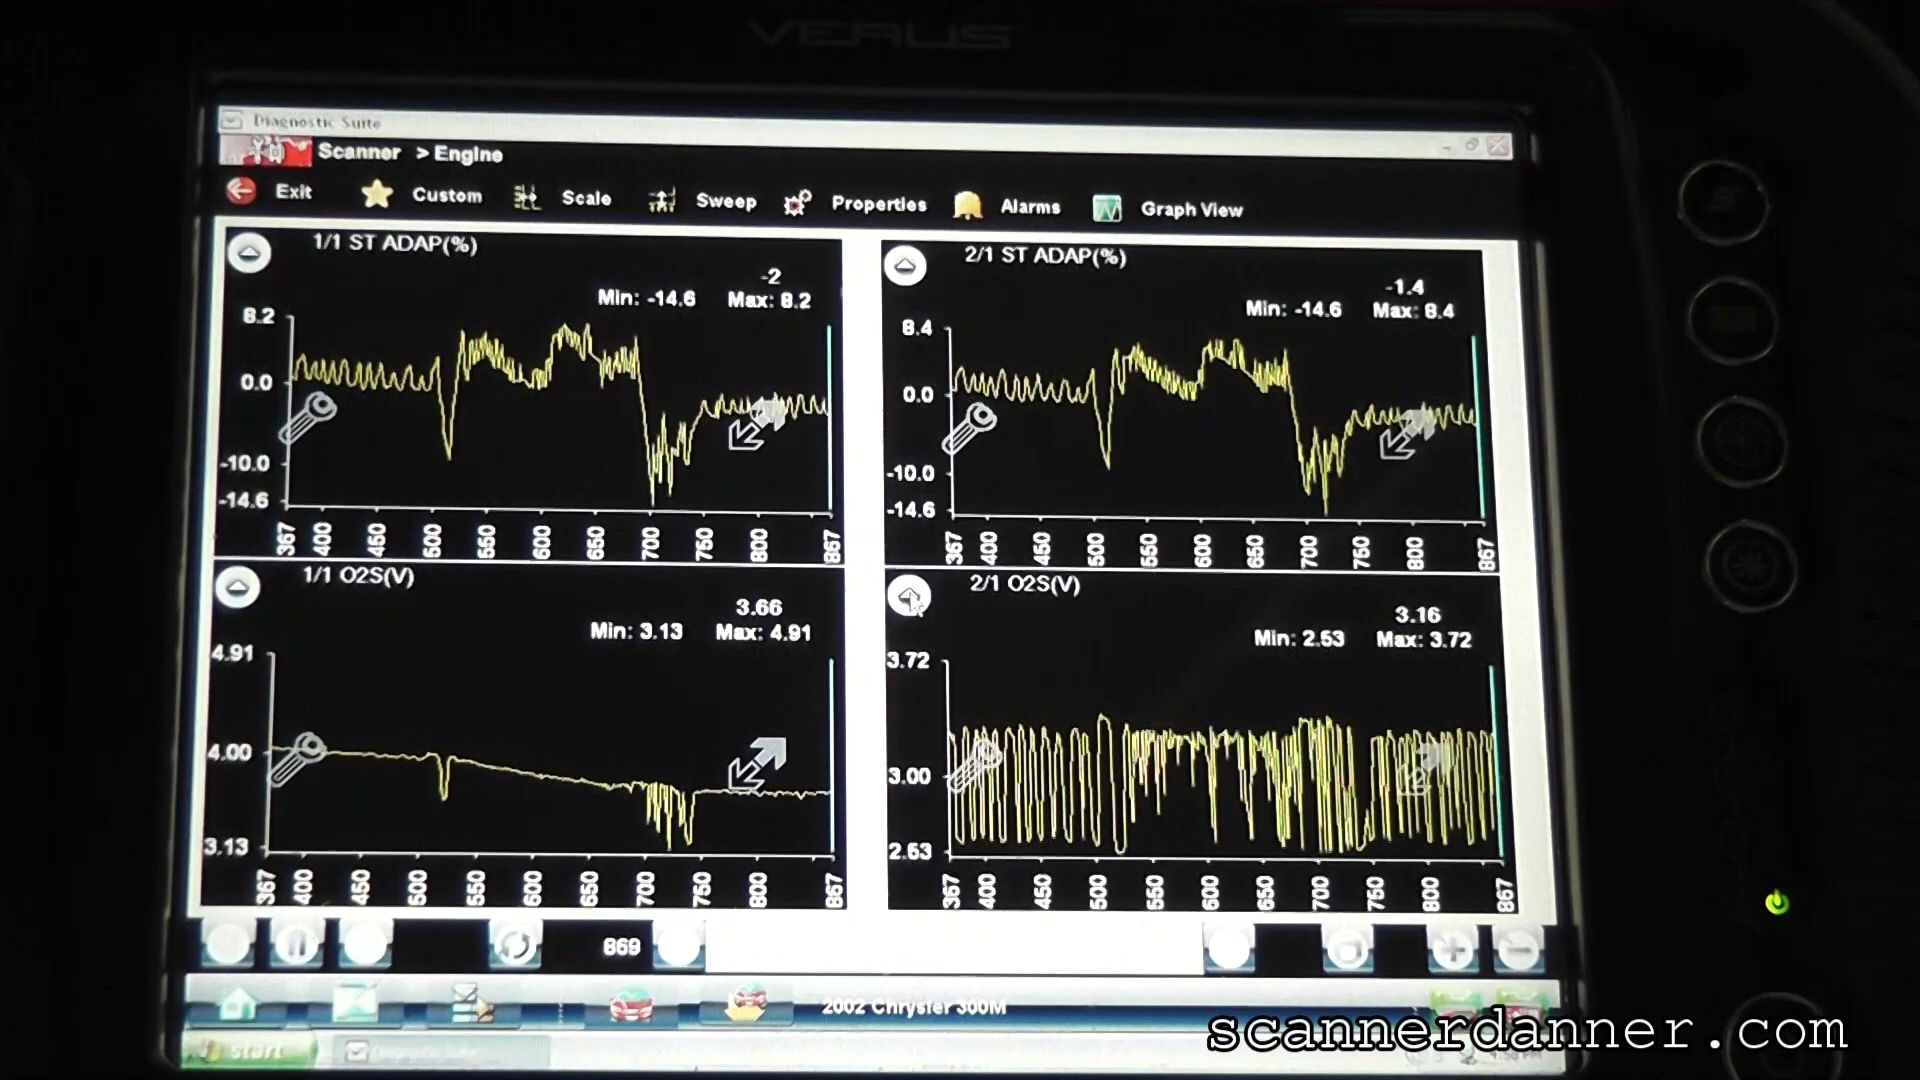 VERUS
Diagnostic Suite
Scanner > Engine
Exit Custom Scale Sweep Properties Alarms Graph View
1/1 ST ADAP(%)
-2
Min: -14.6 Max: 8.2
8.2
0.0
-10.0
-14.6
367 400 450 500 550 600 650 700 750 800 867
2/1 ST ADAP(%)
-1.4
Min: -14.6 Max: 8.4
8.4
0.0
-10.0
-14.6
367 400 450 500 550 600 650 700 750 800 867
1/1 O2S(V)
3.66
Min: 3.13 Max: 4.91
4.91
4.00
3.13
367 400 450 500 550 600 650 700 750 800 867
2/1 O2S(V)
3.16
Min: 2.53 Max: 3.72
3.72
3.00
2.53
367 400 450 500 550 600 650 700 750 800 867
869
2002 Chrysler 300M
start
scannerdanner.com